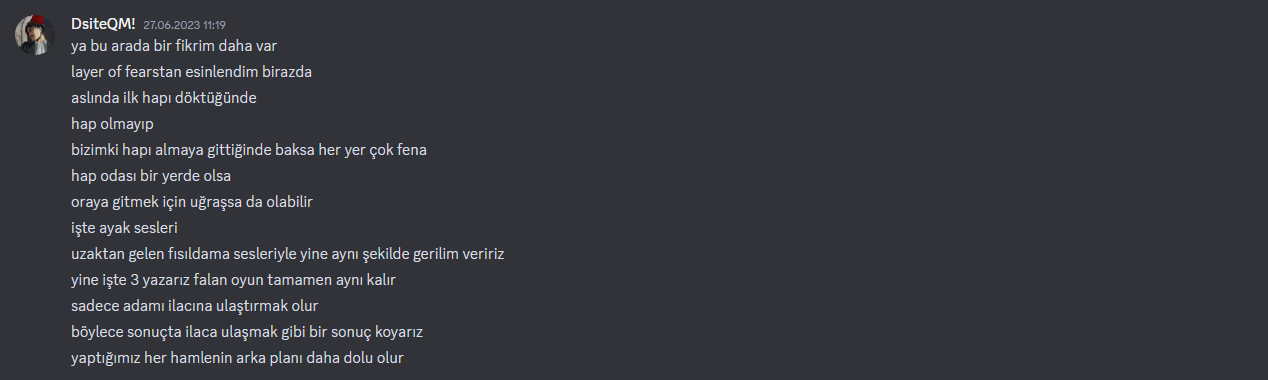 DsiteQM! 27.06.2023 11:19
ya bu arada bir fikrim daha var
layer of fearstan esinlendim birazda
aslında ilk hapı döktüğünde
hap olmayıp
bizimki hapı almaya gittiğinde baksa her yer çok fena
hap odası bir yerde olsa
oraya gitmek için uğraşsa da olabilir
işte ayak sesleri
uzaktan gelen fısıldama sesleriyle yine aynı şekilde gerilim veririz
yine işte 3 yazarız falan oyun tamamen aynı kalır
sadece adamı ilacına ulaştırmak olur
böylece sonuçta ilaca ulaşmak gibi bir sonuç koyarız
yaptığımız her hamlenin arka planı daha dolu olur